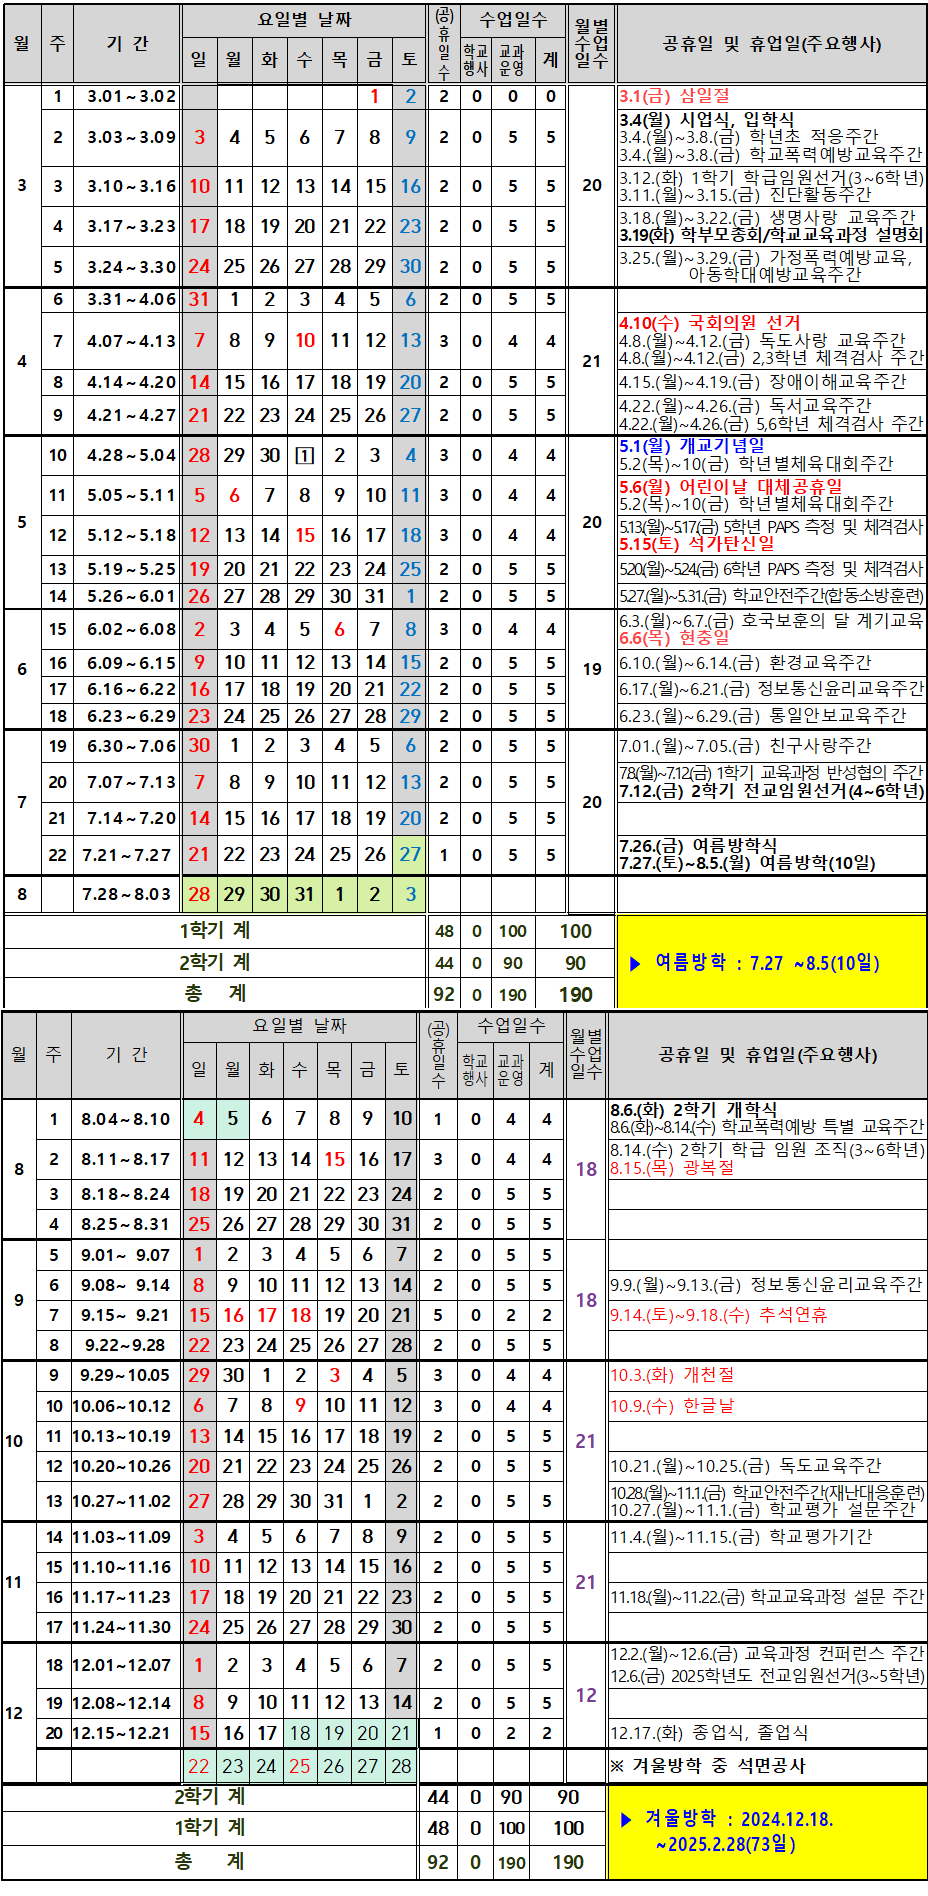 월 주 기 간 요일별 날짜 (공)휴일수 수업일수 월별수업일수 공휴일 및 휴업일(주요행사)
일 월 화 수 목 금 토 학교행사 교과운영 계
3 1 3.01~3.02 1 2 2 0 0 0 20 3.1(금) 삼일절
2 3.03~3.09 3 4 5 6 7 8 9 2 0 5 5 3.4(월) 시업식, 입학식
3.4.(월)~3.8.(금) 학년초 적응주간
3.4.(월)~3.8.(금) 학교폭력예방교육주간
3 3.10~3.16 10 11 12 13 14 15 16 2 0 5 5 3.12.(화) 1학기 학급임원선거(3~6학년)
3.11.(월)~3.15.(금) 진단활동주간
4 3.17~3.23 17 18 19 20 21 22 23 2 0 5 5 3.18.(월)~3.22.(금) 생명사랑 교육주간
3.19(화) 학부모총회/학교교육과정 설명회
5 3.24~3.30 24 25 26 27 28 29 30 2 0 5 5 3.25.(월)~3.29.(금) 가정폭력예방교육,
아동학대예방교육주간
4 6 3.31~4.06 31 1 2 3 4 5 6 2 0 5 5 21
7 4.07~4.13 7 8 9 10 11 12 13 3 0 4 4 4.10(수) 국회의원 선거
4.8.(월)~4.12.(금) 독도사랑 교육주간
4.8.(월)~4.12.(금) 2,3학년 체격검사 주간
8 4.14~4.20 14 15 16 17 18 19 20 2 0 5 5 4.15.(월)~4.19.(금) 장애이해교육주간
9 4.21~4.27 21 22 23 24 25 26 27 2 0 5 5 4.22.(월)~4.26.(금) 독서교육주간
4.22.(월)~4.26.(금) 5,6학년 체격검사 주간
5 10 4.28~5.04 28 29 30 1 2 3 4 3 0 4 4 20 5.1(월) 개교기념일
5.2(목)~10(금) 학년별체육대회주간
11 5.05~5.11 5 6 7 8 9 10 11 3 0 4 4 5.6(월) 어린이날 대체공휴일
5.2(목)~10(금) 학년별체육대회주간
12 5.12~5.18 12 13 14 15 16 17 18 3 0 4 4 5.13(월)~5.17(금) 5학년 PAPS 측정 및 체격검사
5.15(토) 석가탄신일
13 5.19~5.25 19 20 21 22 23 24 25 2 0 5 5 5.20.(월)~5.24.(금) 6학년 PAPS 측정 및 체격검사
14 5.26~6.01 26 27 28 29 30 31 1 2 0 5 5 5.27.(월)~5.31.(금) 학교안전주간(합동소방훈련)
6 15 6.02~6.08 2 3 4 5 6 7 8 3 0 4 4 19 6.3.(월)~6.7.(금) 호국보훈의 달 계기교육
6.6(목) 현충일
16 6.09~6.15 9 10 11 12 13 14 15 2 0 5 5 6.10.(월)~6.14.(금) 환경교육주간
17 6.16~6.22 16 17 18 19 20 21 22 2 0 5 5 6.17.(월)~6.21.(금) 정보통신윤리교육주간
18 6.23~6.29 23 24 25 26 27 28 29 2 0 5 5 6.23.(월)~6.29.(금) 통일안보교육주간
7 19 6.30~7.06 30 1 2 3 4 5 6 2 0 5 5 20 7.01.(월)~7.05.(금) 친구사랑주간
20 7.07~7.13 7 8 9 10 11 12 13 2 0 5 5 7.8.(월)~7.12.(금) 1학기 교육과정 반성협의 주간
7.12.(금) 2학기 전교임원선거(4~6학년)
21 7.14~7.20 14 15 16 17 18 19 20 2 0 5 5
22 7.21~7.27 21 22 23 24 25 26 27 1 0 5 5 7.26.(금) 여름방학식
7.27.(토)~8.5.(월) 여름방학(10일)
8 7.28~8.03 28 29 30 31 1 2 3
1학기 계 48 0 100 100
2학기 계 44 0 90 90 ▶ 여름방학 : 7.27 ~8.5(10일)
총 계 92 0 190 190
월 주 기 간 요일별 날짜 (공)휴일수 수업일수 월별수업일수 공휴일 및 휴업일(주요행사)
일 월 화 수 목 금 토 학교행사 교과운영 계
8 1 8.04~8.10 4 5 6 7 8 9 10 1 0 4 4 18 8.6.(화) 2학기 개학식
8.6.(화)~8.14.(수) 학교폭력예방 특별 교육주간
2 8.11~8.17 11 12 13 14 15 16 17 3 0 4 4 8.14.(수) 2학기 학급 임원 조직(3~6학년)
8.15.(목) 광복절
3 8.18~8.24 18 19 20 21 22 23 24 2 0 5 5
4 8.25~8.31 25 26 27 28 29 30 31 2 0 5 5
9 5 9.01~ 9.07 1 2 3 4 5 6 7 2 0 5 5 18
6 9.08~ 9.14 8 9 10 11 12 13 14 2 0 5 5 9.9.(월)~9.13.(금) 정보통신윤리교육주간
7 9.15~ 9.21 15 16 17 18 19 20 21 5 0 2 2 9.14.(토)~9.18.(수) 추석연휴
8 9.22~9.28 22 23 24 25 26 27 28 2 0 5 5
10 9 9.29~10.05 29 30 1 2 3 4 5 3 0 4 4 21 10.3.(화) 개천절
10 10.06~10.12 6 7 8 9 10 11 12 3 0 4 4 10.9.(수) 한글날
11 10.13~10.19 13 14 15 16 17 18 19 2 0 5 5
12 10.20~10.26 20 21 22 23 24 25 26 2 0 5 5 10.21.(월)~10.25.(금) 독도교육주간
13 10.27~11.02 27 28 29 30 31 1 2 2 0 5 5 10.28.(월)~11.1.(금) 학교안전주간(재난대응훈련)
10.27.(월)~11.1.(금) 학교평가 설문주간
11 14 11.03~11.09 3 4 5 6 7 8 9 2 0 5 5 21 11.4.(월)~11.15.(금) 학교평가기간
15 11.10~11.16 10 11 12 13 14 15 16 2 0 5 5
16 11.17~11.23 17 18 19 20 21 22 23 2 0 5 5 11.18.(월)~11.22.(금) 학교교육과정 설문 주간
17 11.24~11.30 24 25 26 27 28 29 30 2 0 5 5
12 18 12.01~12.07 1 2 3 4 5 6 7 2 0 5 5 12 12.2.(월)~12.6.(금) 교육과정 컨퍼런스 주간
12.6.(금) 2025학년도 전교임원선거(3~5학년)
19 12.08~12.14 8 9 10 11 12 13 14 2 0 5 5
20 12.15~12.21 15 16 17 18 19 20 21 1 0 2 2 12.17.(화) 종업식, 졸업식
22 23 24 25 26 27 28 ※ 겨울방학 중 석면공사
2학기 계 44 0 90 90 ▶ 겨울방학 : 2024.12.18.
1학기 계 48 0 100 100 ~2025.2.28(73일)
총 계 92 0 190 190